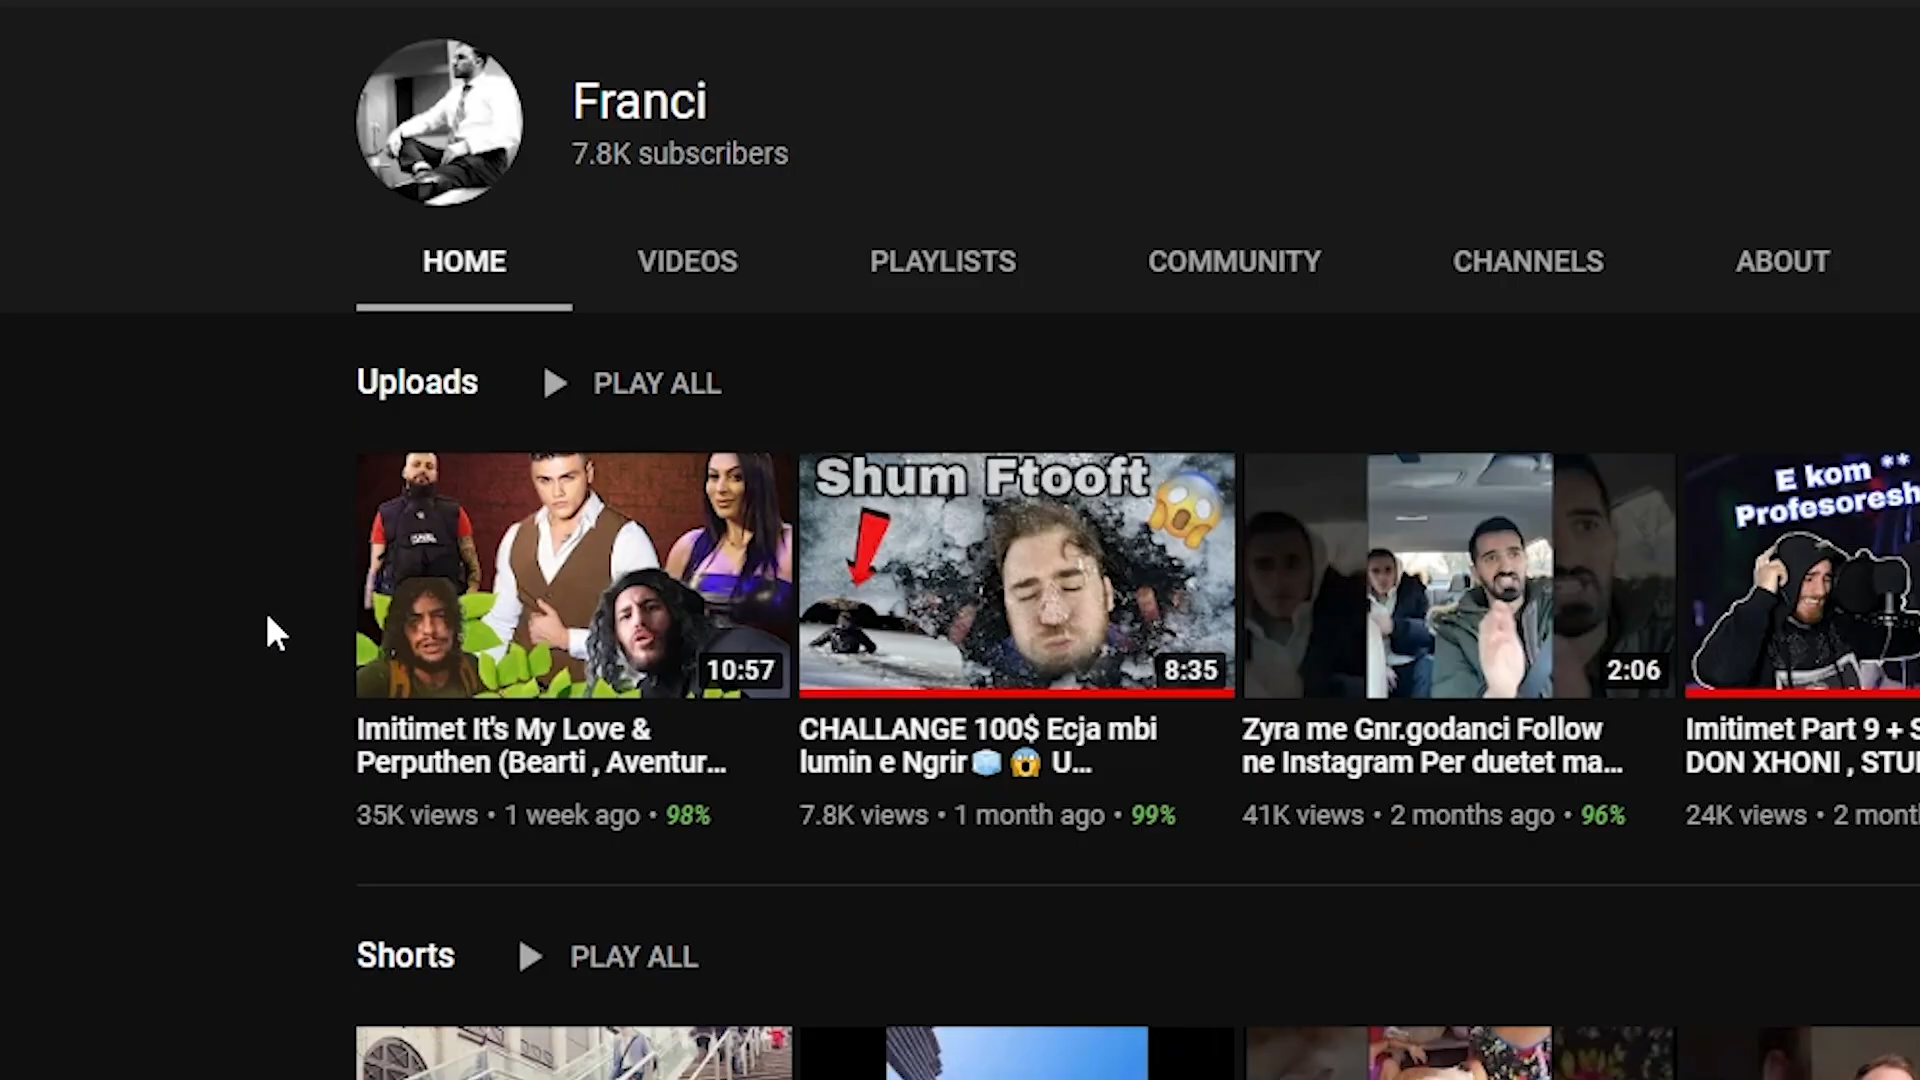 Franci
7.8K subscribers
HOME
VIDEOS
PLAYLISTS
COMMUNITY
CHANNELS
ABOUT
Uploads
PLAY ALL
Shum Ftooft
E kom **
Profesoresh
10:57
8:35
2:06
Imitimet It's My Love &
Perputhen (Bearti , Aventur...
35K views • 1 week ago • 98%
CHALLANGE 100$ Ecja mbi
lumin e Ngrir🧊 😱 U...
7.8K views • 1 month ago • 99%
Zyra me Gnr.godanci Follow
ne Instagram Per duetet ma...
41K views • 2 months ago • 96%
Imitimet Part 9 + S
DON XHONI , STU
24K views • 2 mont
Shorts
PLAY ALL